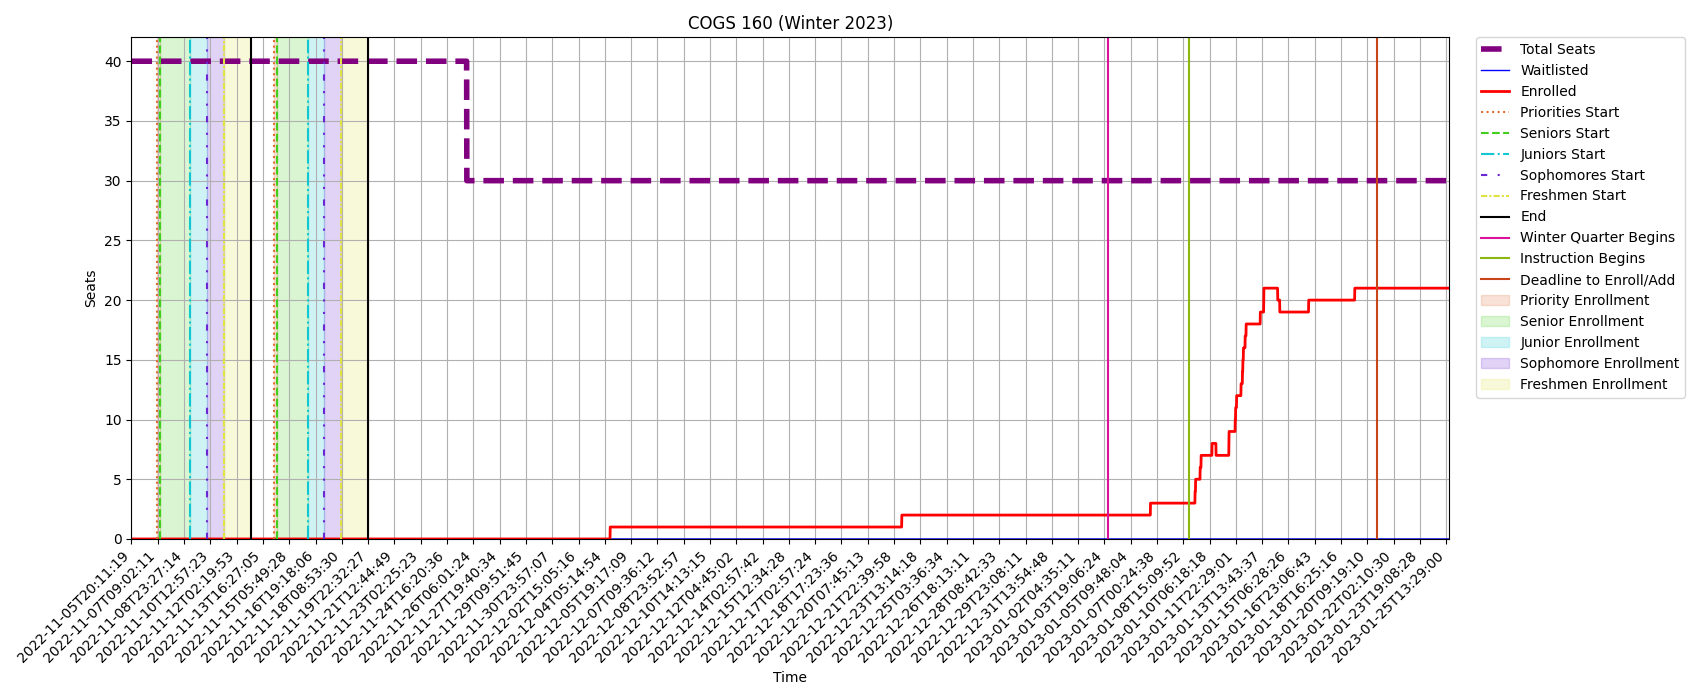 COGS 160 (Winter 2023)
Seats
40
35
30
25
20
15
10
5
0
2022-11-05T20:11:19
2022-11-07T09:02:11
2022-11-08T23:27:14
2022-11-10T12:57:23
2022-11-12T02:19:53
2022-11-13T16:27:05
2022-11-15T05:49:28
2022-11-16T19:18:06
2022-11-18T08:53:30
2022-11-19T22:32:27
2022-11-21T12:44:49
2022-11-23T02:25:23
2022-11-24T16:20:36
2022-11-26T06:01:24
2022-11-27T19:40:34
2022-11-29T09:51:45
2022-11-30T23:57:07
2022-12-02T15:05:16
2022-12-04T05:14:54
2022-12-05T19:17:09
2022-12-07T09:36:12
2022-12-08T23:52:57
2022-12-10T14:13:15
2022-12-12T04:45:02
2022-12-14T02:57:42
2022-12-15T12:34:28
2022-12-17T02:57:24
2022-12-18T17:23:36
2022-12-20T07:45:13
2022-12-21T22:39:58
2022-12-23T13:14:18
2022-12-25T03:36:34
2022-12-26T18:13:11
2022-12-28T08:42:33
2022-12-29T23:08:11
2022-12-31T13:54:48
2023-01-02T04:35:11
2023-01-03T19:06:24
2023-01-05T09:48:04
2023-01-07T00:24:38
2023-01-08T15:09:52
2023-01-10T06:18:18
2023-01-11T22:29:01
2023-01-13T13:43:37
2023-01-15T06:28:26
2023-01-16T23:06:43
2023-01-18T16:25:16
2023-01-20T09:19:10
2023-01-22T02:10:30
2023-01-23T19:08:28
2023-01-25T13:29:00
Time
Total Seats
Waitlisted
Enrolled
Priorities Start
Seniors Start
Juniors Start
Sophomores Start
Freshmen Start
End
Winter Quarter Begins
Instruction Begins
Deadline to Enroll/Add
Priority Enrollment
Senior Enrollment
Junior Enrollment
Sophomore Enrollment
Freshmen Enrollment